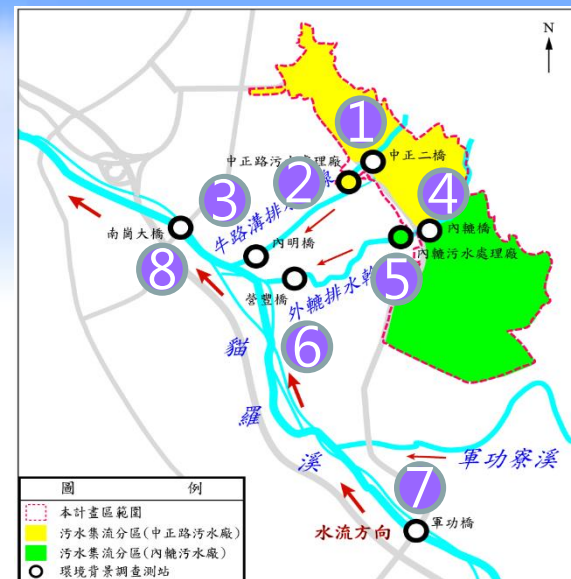 N
1
中正二橋
中正路污水處理廠
2
3
牛路溝排水
4
內轆橋
內轆污水處理廠
內明橋
南崗大橋
5
8
營豐橋
外轆排水幹
6
貓羅溪
軍功寮溪
7
水流方向
軍功橋
圖 例
本計畫區範圍
污水集流分區(中正路污水廠)
污水集流分區(內轆污水廠)
環境背景調查測站